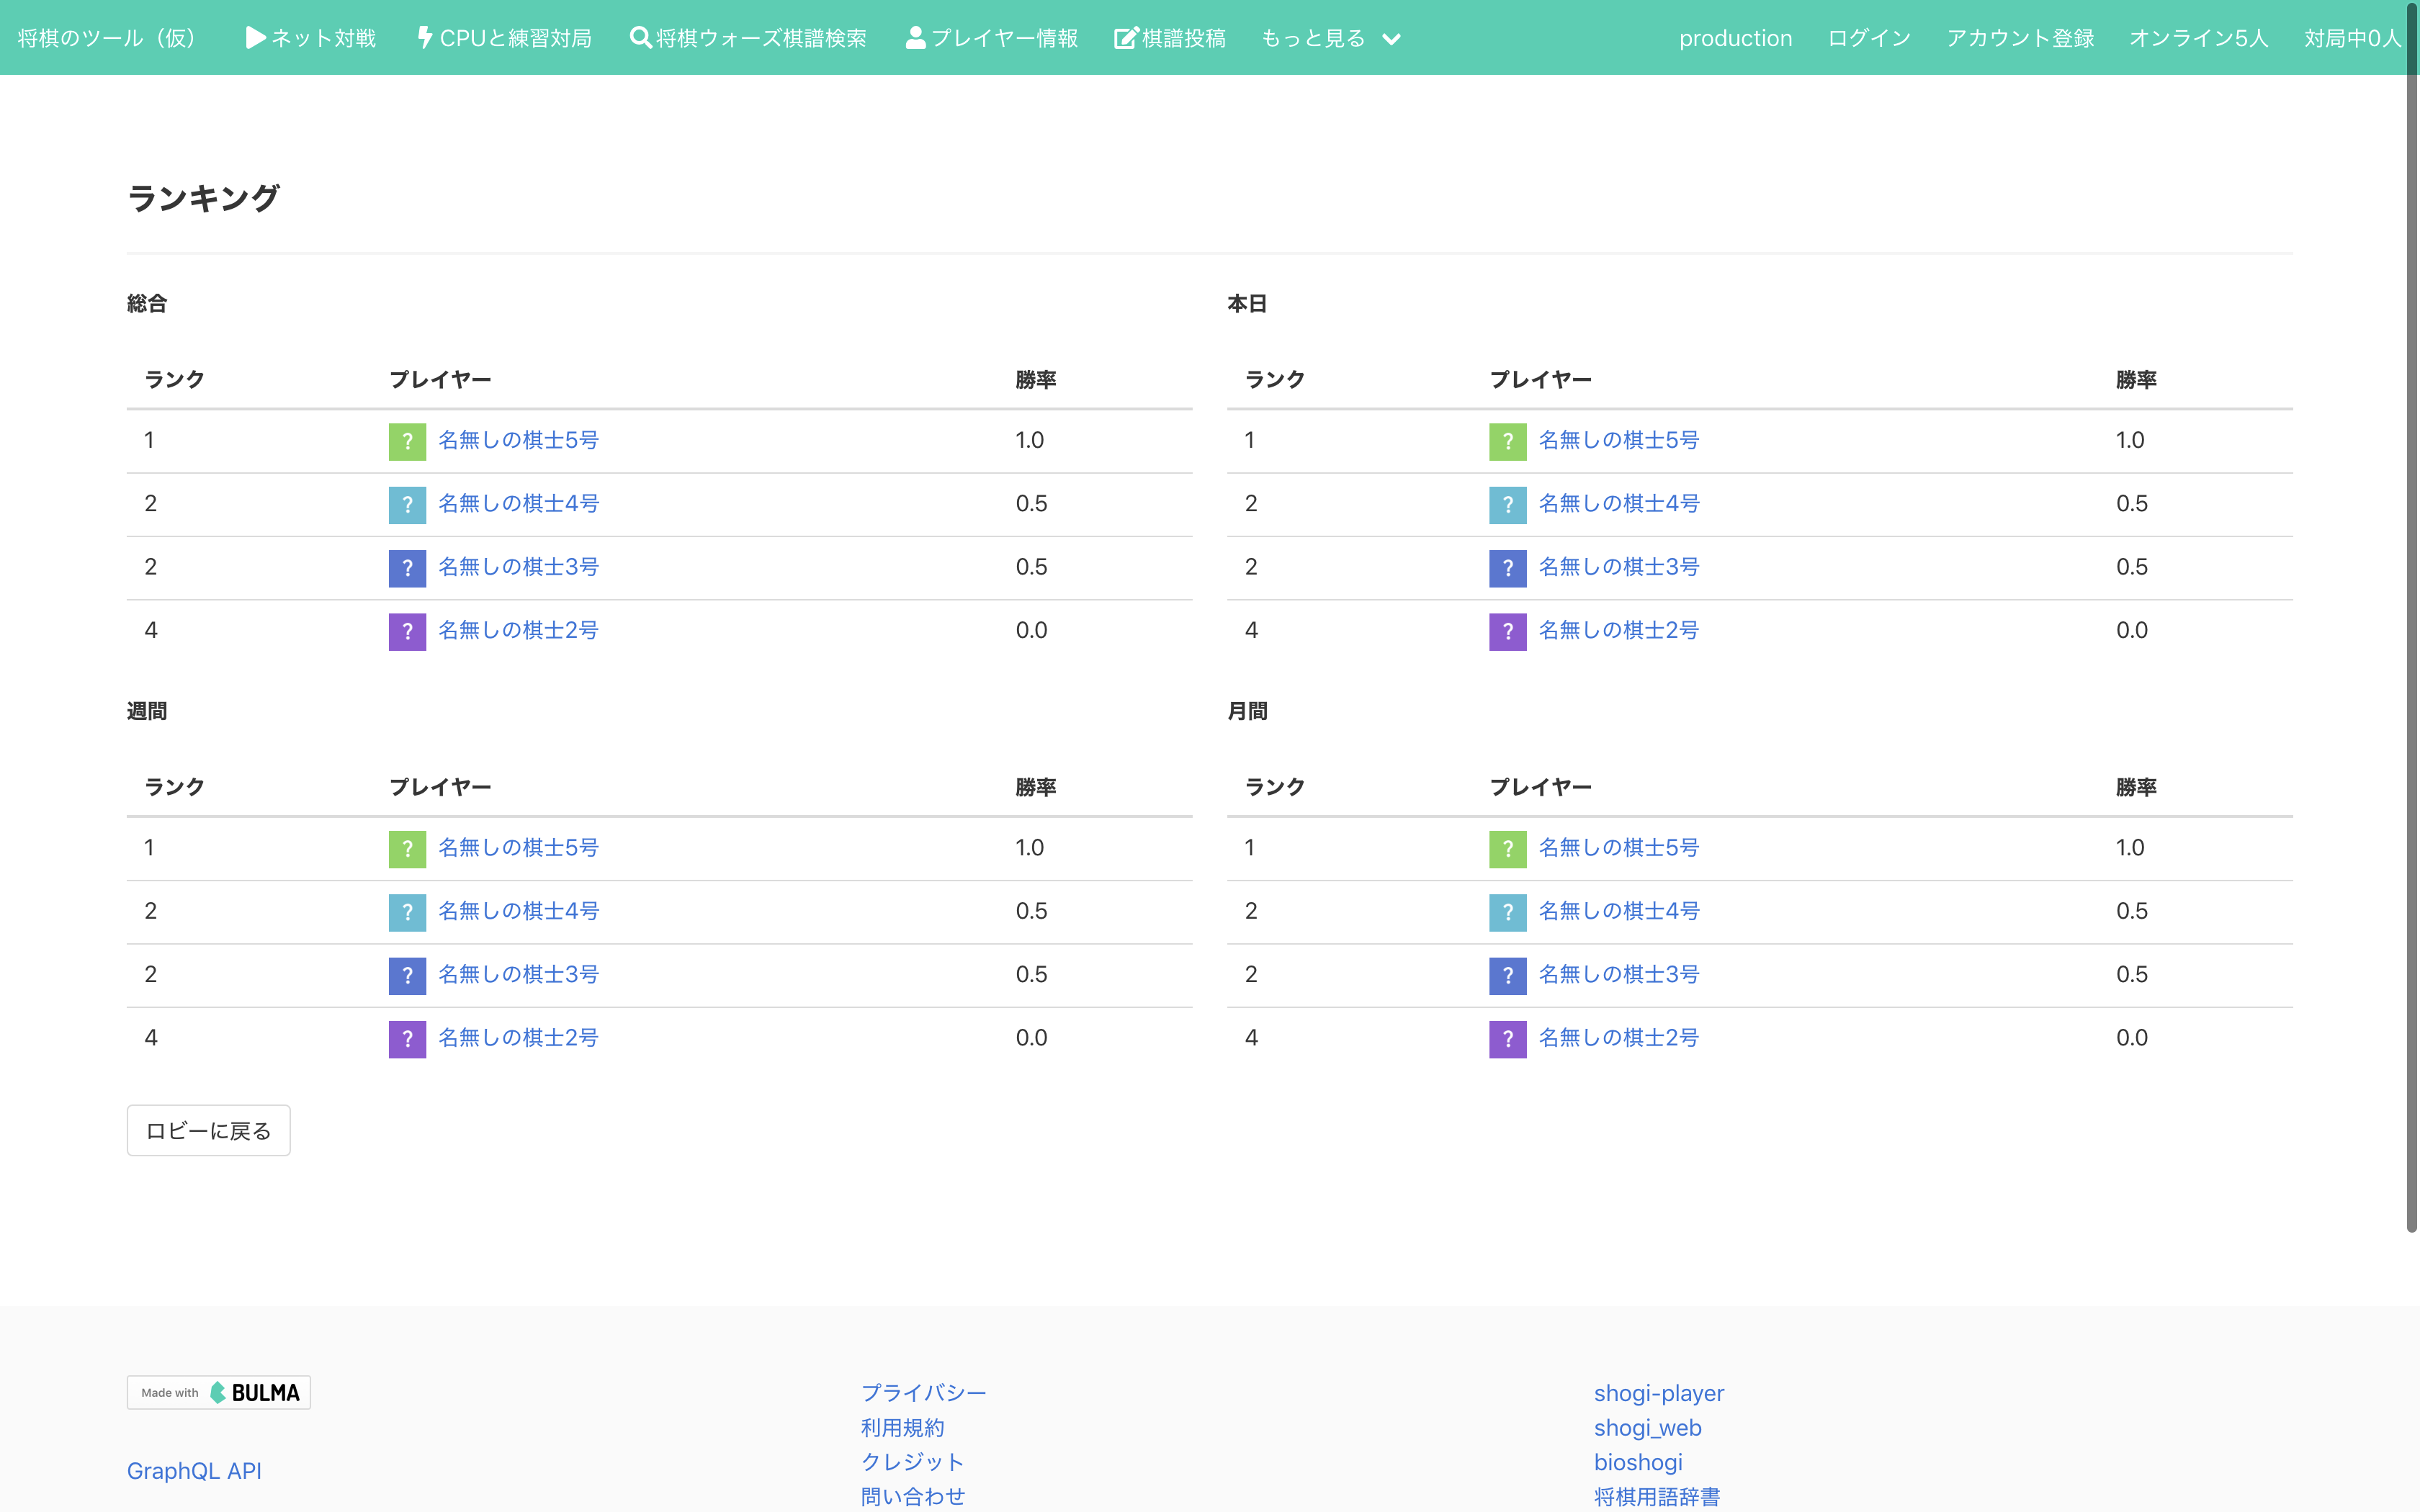 将棋のツール（仮） ネット対戦 CPUと練習対局 将棋ウォーズ棋譜検索 プレイヤー情報 棋譜投稿 もっと見る production ログイン アカウント登録 オンライン5人 対局中0人
ランキング
総合
ランク プレイヤー 勝率
1 ? 名無しの棋士5号 1.0
2 ? 名無しの棋士4号 0.5
2 ? 名無しの棋士3号 0.5
4 ? 名無しの棋士2号 0.0
本日
ランク プレイヤー 勝率
1 ? 名無しの棋士5号 1.0
2 ? 名無しの棋士4号 0.5
2 ? 名無しの棋士3号 0.5
4 ? 名無しの棋士2号 0.0
週間
ランク プレイヤー 勝率
1 ? 名無しの棋士5号 1.0
2 ? 名無しの棋士4号 0.5
2 ? 名無しの棋士3号 0.5
4 ? 名無しの棋士2号 0.0
月間
ランク プレイヤー 勝率
1 ? 名無しの棋士5号 1.0
2 ? 名無しの棋士4号 0.5
2 ? 名無しの棋士3号 0.5
4 ? 名無しの棋士2号 0.0
ロビーに戻る
Made with BULMA
GraphQL API
プライバシー
利用規約
クレジット
問い合わせ
shogi-player
shogi_web
bioshogi
将棋用語辞書